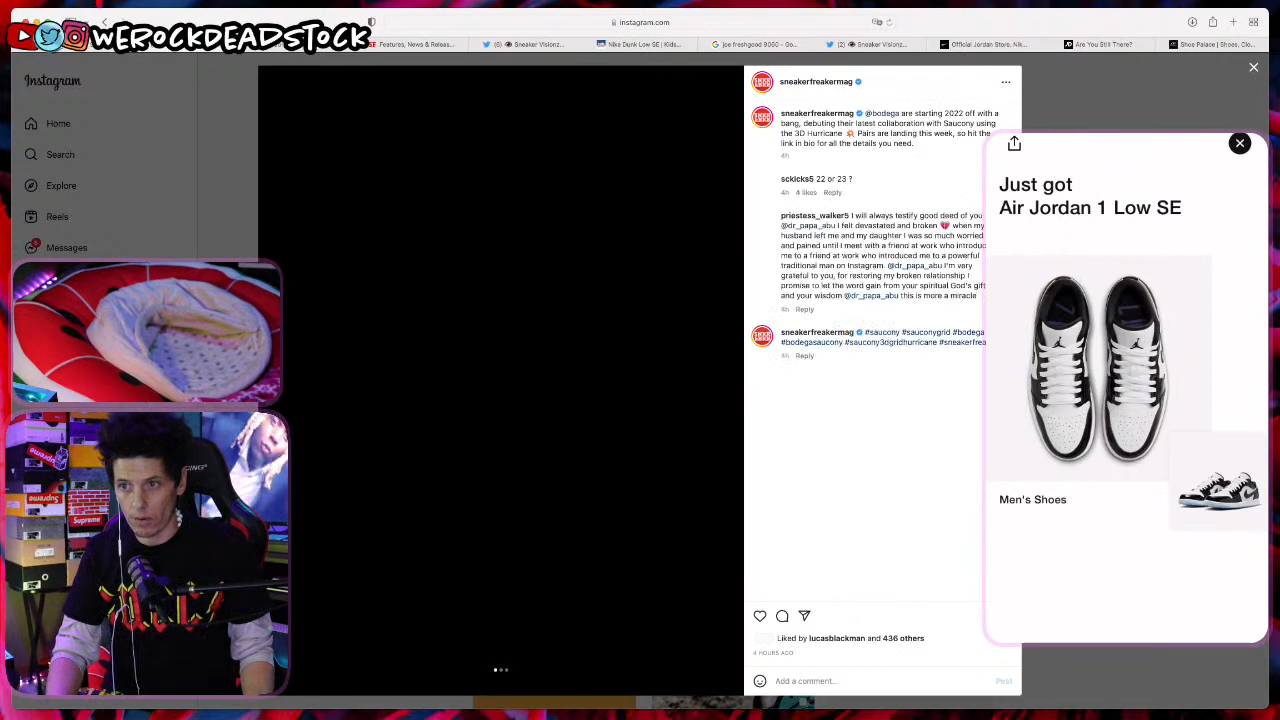 WEROCKDEADSTOCK
instagram.com
SE Features, News & Releas...
(5) Sneaker Visionz...
Nike Dunk Low SE | Kids...
joe freshgood 9060 - Go...
(2) Sneaker Visionz...
Official Jordan Store. Nik...
Are You Still There?
Shoe Palace | Shoes, Clo...
Instagram
Home
Search
Explore
Reels
Messages
sneakerfreakermag
sneakerfreakermag @bodega are starting 2022 off with a
bang, debuting their latest collaboration with Saucony using
the 3D Hurricane 💥 Pairs are landing this week, so hit the
link in bio for all the details you need.
4h
sckicks5 22 or 23 ?
4h 4 likes Reply
priestess_walker5 I will always testify good deed of you
@dr_papa_abu I felt devastated and broken 💔 when my
husband left me and my daughter I was so much worried
and pained until I meet with a friend at work who introduc
me to a friend at work who introduced me to a powerful
traditional man on Instagram. @dr_papa_abu I'm very
grateful to you, for restoring my broken relationship I
promise to let the word gain from your spiritual God's gift
and your wisdom @dr_papa_abu this is more a miracle
4h Reply
sneakerfreakermag #saucony #sauconygrid #bodega
#bodegasaucony #saucony3dgridhurricane #sneakerfrea
4h Reply
Liked by lucasblackman and 436 others
4 HOURS AGO
Add a comment...
Post
Just got
Air Jordan 1 Low SE
Men's Shoes
Supreme